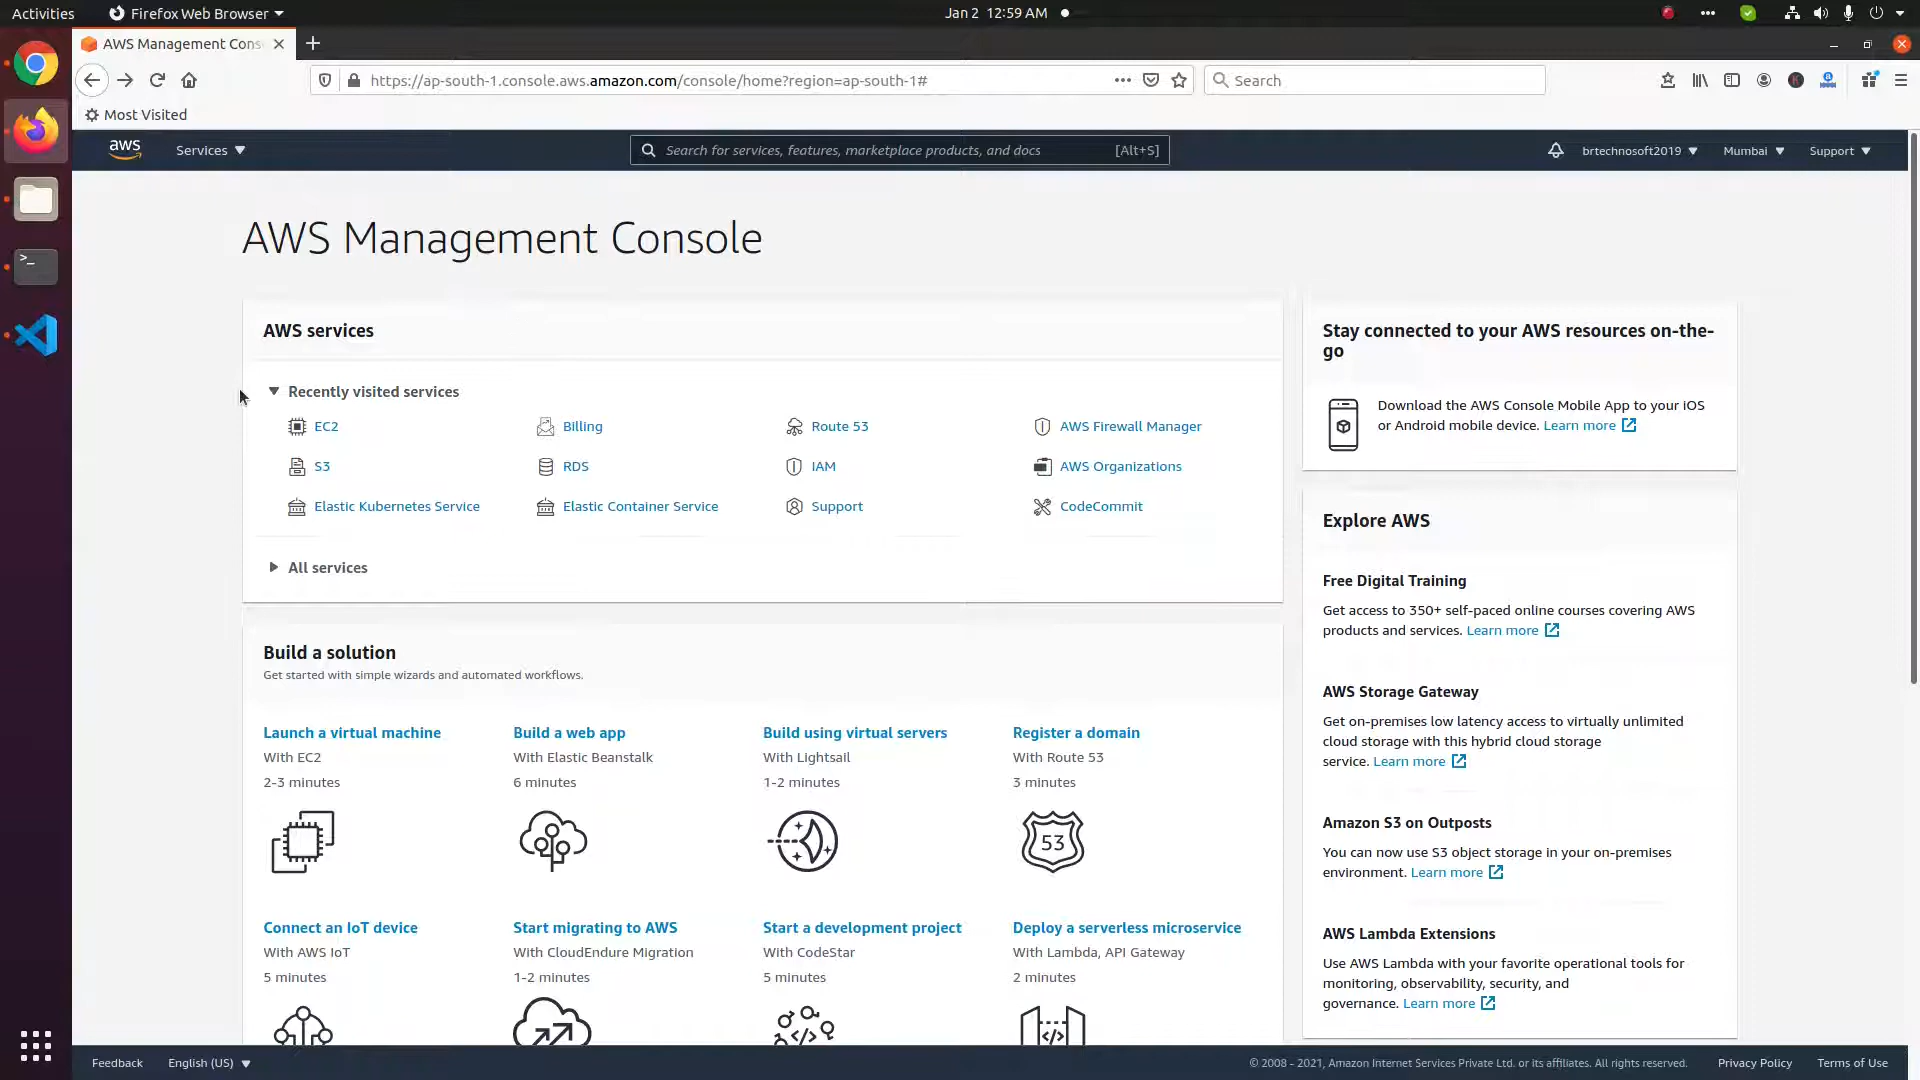 Activities
Firefox Web Browser
Jan 2 12:59 AM
AWS Management Cons
https://ap-south-1.console.aws.amazon.com/console/home?region=ap-south-1#
Search
Most Visited
aws
Services
Search for services, features, marketplace products, and docs
[Alt+S]
brtechnosoft2019
Mumbai
Support
AWS Management Console
AWS services
Recently visited services
EC2
Billing
Route 53
AWS Firewall Manager
S3
RDS
IAM
AWS Organizations
Elastic Kubernetes Service
Elastic Container Service
Support
CodeCommit
All services
Build a solution
Get started with simple wizards and automated workflows.
Launch a virtual machine
With EC2
2-3 minutes
Build a web app
With Elastic Beanstalk
6 minutes
Build using virtual servers
With Lightsail
1-2 minutes
Register a domain
With Route 53
3 minutes
53
Connect an IoT device
With AWS IoT
5 minutes
Start migrating to AWS
With CloudEndure Migration
1-2 minutes
Start a development project
With CodeStar
5 minutes
Deploy a serverless microservice
With Lambda, API Gateway
2 minutes
Stay connected to your AWS resources on-the-
go
Download the AWS Console Mobile App to your iOS
or Android mobile device. Learn more
Explore AWS
Free Digital Training
Get access to 350+ self-paced online courses covering AWS
products and services. Learn more
AWS Storage Gateway
Get on-premises low latency access to virtually unlimited
cloud storage with this hybrid cloud storage
service. Learn more
Amazon S3 on Outposts
You can now use S3 object storage in your on-premises
environment. Learn more
AWS Lambda Extensions
Use AWS Lambda with your favorite operational tools for
monitoring, observability, security, and
governance. Learn more
Feedback
English (US)
© 2008 - 2021, Amazon Internet Services Private Ltd. or its affiliates. All rights reserved.
Privacy Policy
Terms of Use